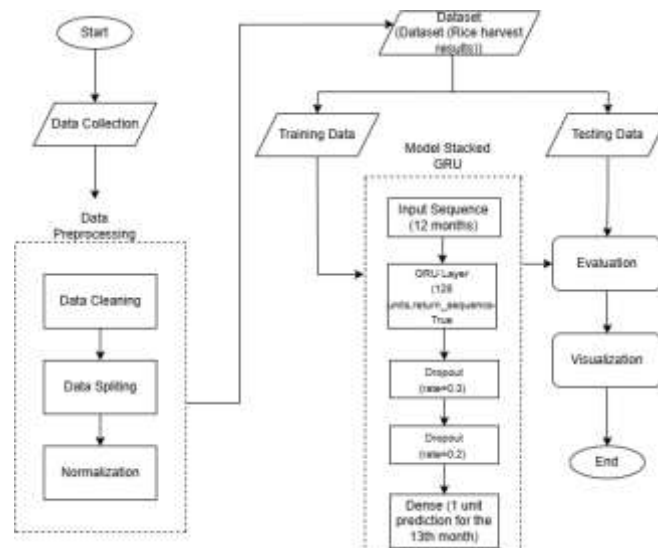 Start
Data Collection
Data
Preprocessing
Data Cleaning
Data Spliting
Normalization
Dataset
(Dataset (Rice harvest
results))
Training Data
Testing Data
Model Stacked
GRU
Input Sequence
(12 months)
GRU Layer
(128
units,return_sequence-
True
Dropout
(rate=0.3)
Dropout
(rate=0.2)
Dense (1 unit
prediction for the
13th month)
Evaluation
Visualization
End